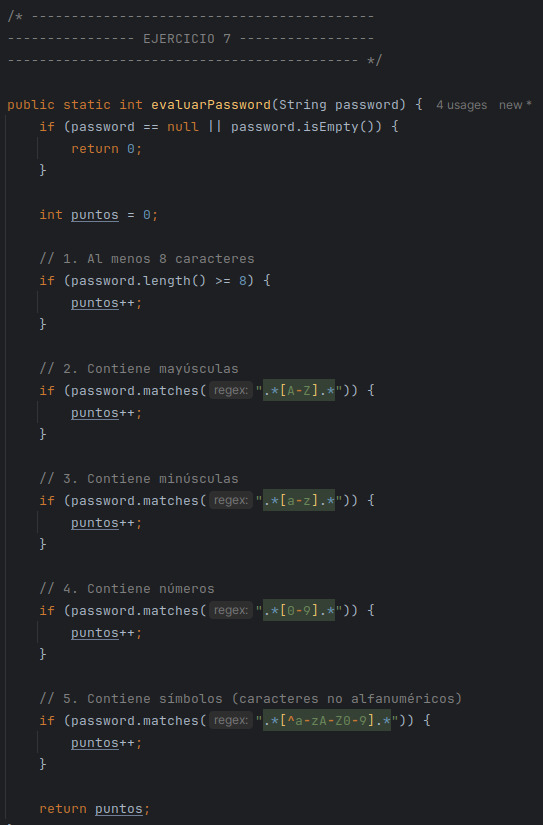 /* -------------------------------------------
---------------- EJERCICIO 7 -----------------
-------------------------------------------- */
public static int evaluarPassword(String password) { 4 usages new *
if (password == null || password.isEmpty()) {
return 0;
}
int puntos = 0;
// 1. Al menos 8 caracteres
if (password.length() >= 8) {
puntos++;
}
// 2. Contiene mayúsculas
if (password.matches( regex: ".*[A-Z].*")) {
puntos++;
}
// 3. Contiene minúsculas
if (password.matches( regex: ".*[a-z].*")) {
puntos++;
}
// 4. Contiene números
if (password.matches( regex: ".*[0-9].*")) {
puntos++;
}
// 5. Contiene símbolos (caracteres no alfanuméricos)
if (password.matches( regex: ".*[^a-zA-Z0-9].*")) {
puntos++;
}
return puntos;